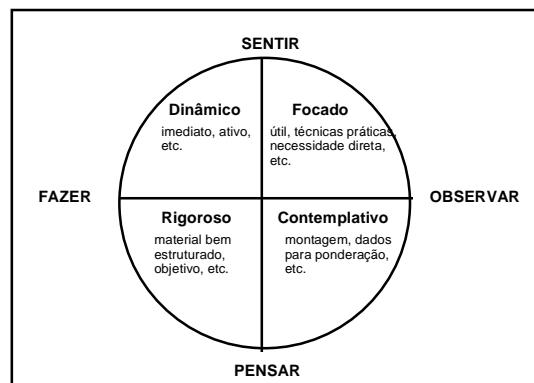 SENTIR
Dinâmico
imediato, ativo,
etc.
Focado
útil, técnicas práticas,
necessidade direta,
etc.
FAZER
OBSERVAR
Rigoroso
material bem
estruturado,
objetivo, etc.
Contemplativo
montagem, dados
para ponderação,
etc.
PENSAR